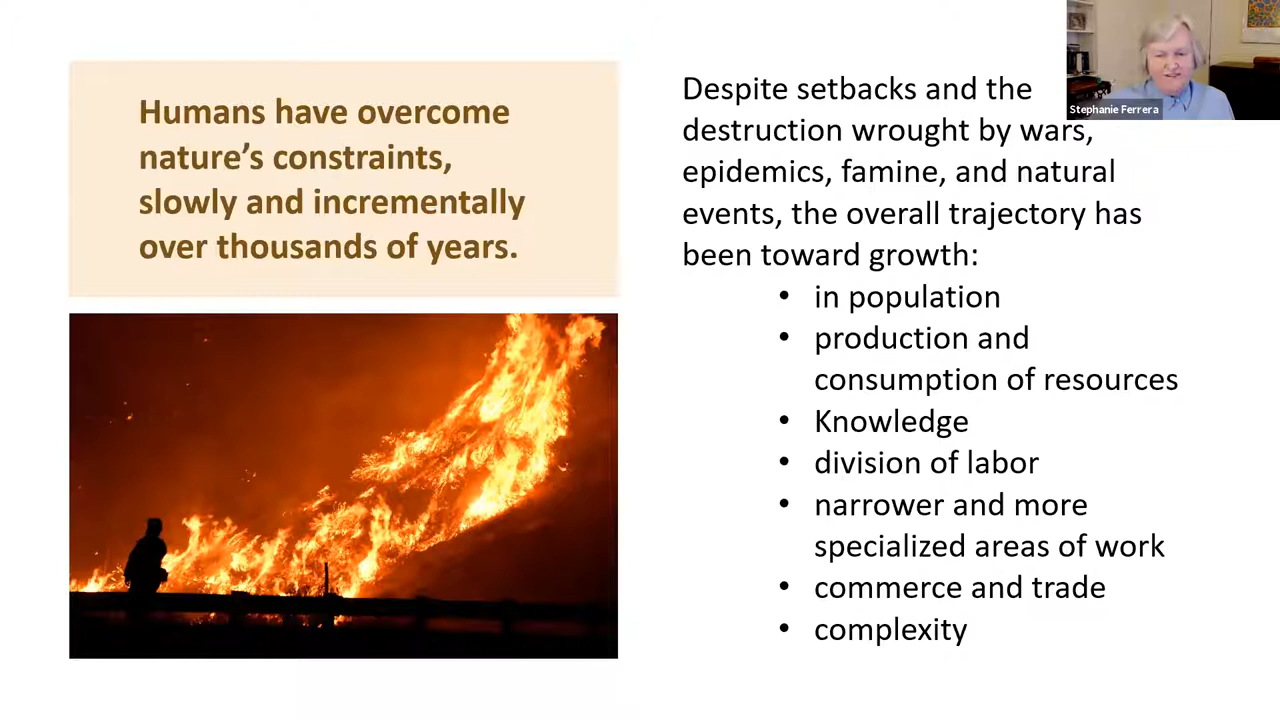 Humans have overcome
nature’s constraints,
slowly and incrementally
over thousands of years.
Despite setbacks and the
destruction wrought by wars,
epidemics, famine, and natural
events, the overall trajectory has
been toward growth:
• in population
• production and
consumption of resources
• Knowledge
• division of labor
• narrower and more
specialized areas of work
• commerce and trade
• complexity
Stephanie Ferrera